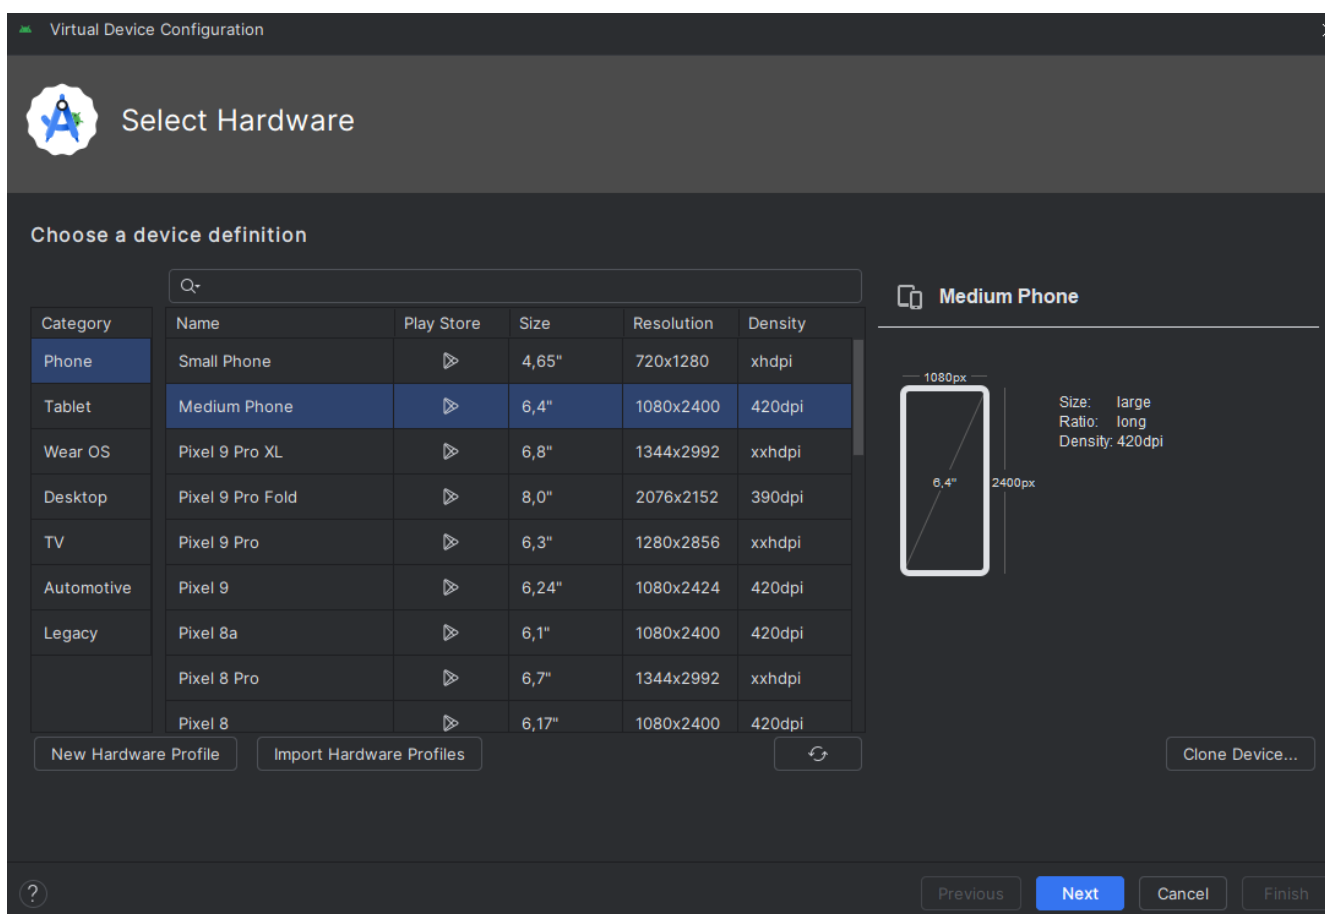 Virtual Device Configuration
Select Hardware
Choose a device definition
Category
Phone
Tablet
Wear OS
Desktop
TV
Automotive
Legacy
Name Play Store Size Resolution Density
Small Phone 4,65" 720x1280 xhdpi
Medium Phone 6,4" 1080x2400 420dpi
Pixel 9 Pro XL 6,8" 1344x2992 xxhdpi
Pixel 9 Pro Fold 8,0" 2076x2152 390dpi
Pixel 9 Pro 6,3" 1280x2856 xxhdpi
Pixel 9 6,24" 1080x2424 420dpi
Pixel 8a 6,1" 1080x2400 420dpi
Pixel 8 Pro 6,7" 1344x2992 xxhdpi
Pixel 8 6,17" 1080x2400 420dpi
New Hardware Profile Import Hardware Profiles
Medium Phone
1080px
6,4" 2400px
Size: large
Ratio: long
Density: 420dpi
Clone Device...
? Previous Next Cancel Finish